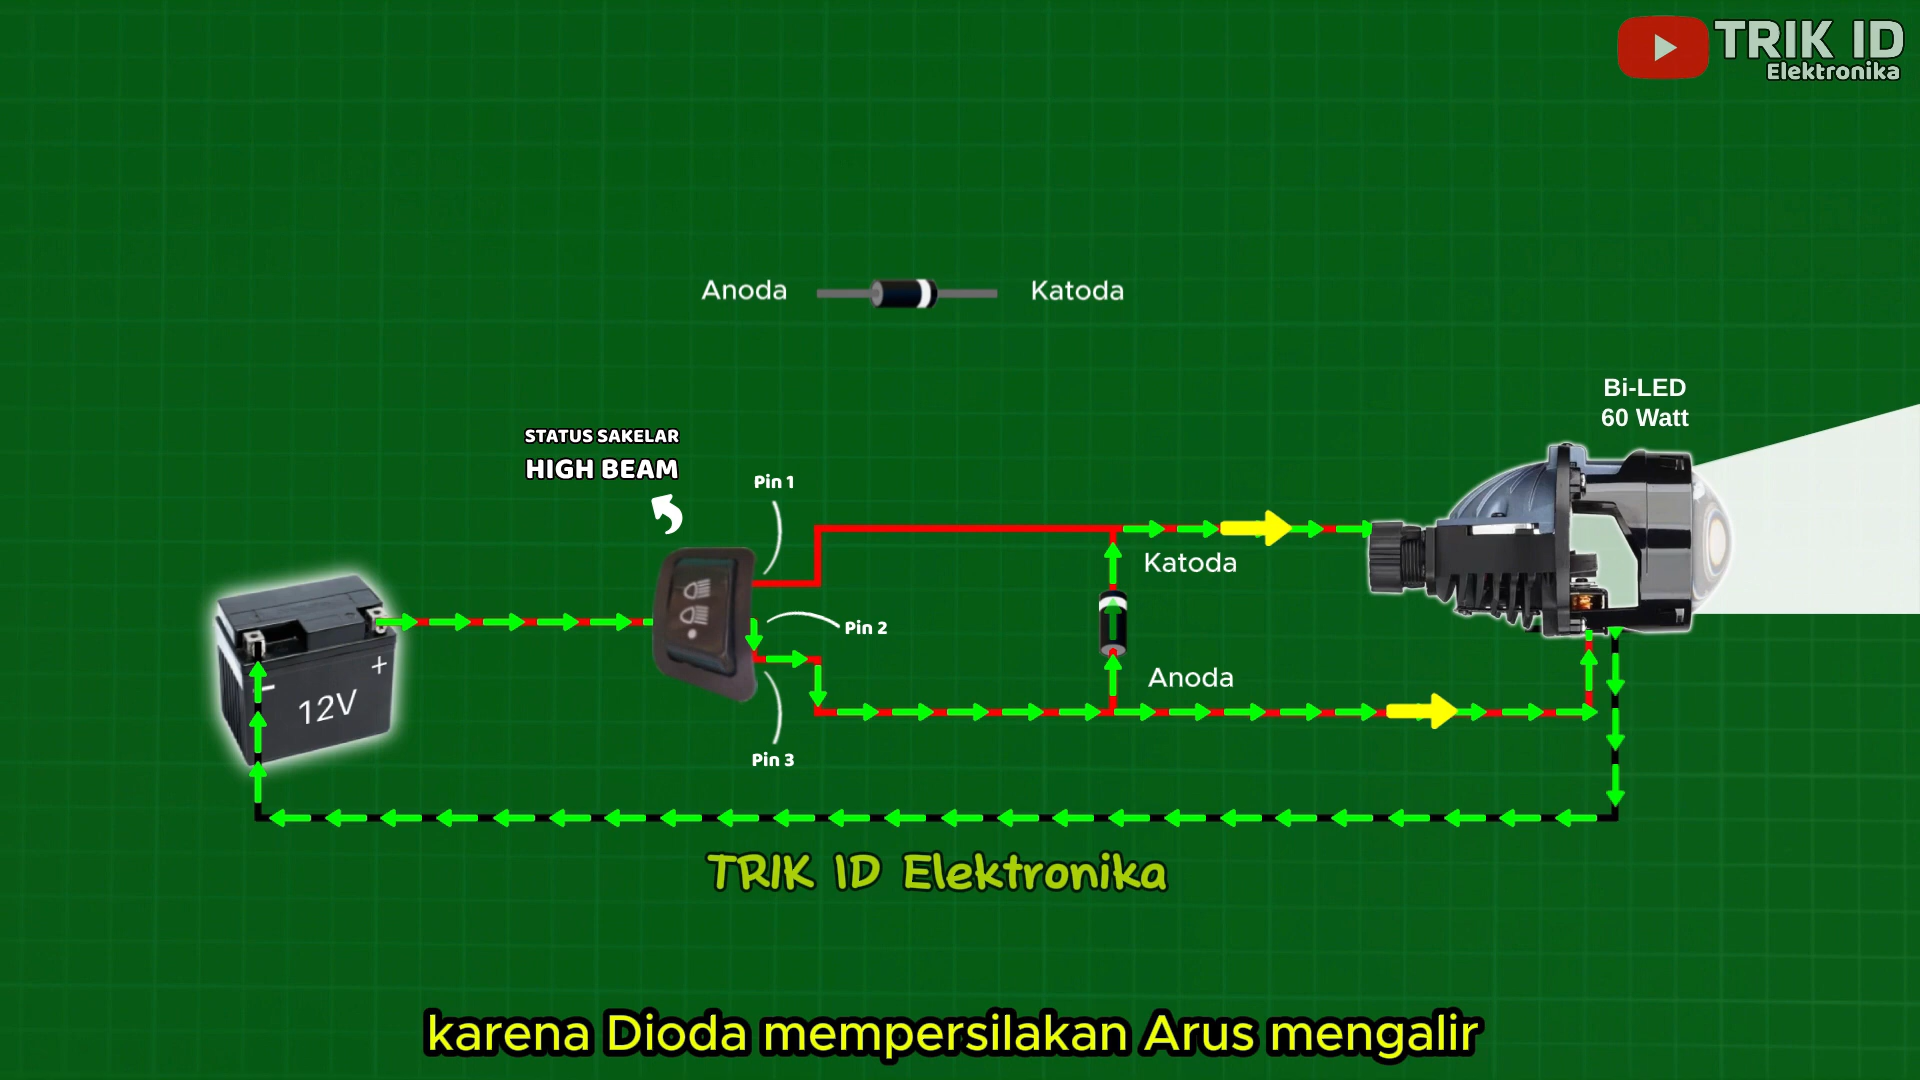 TRIK ID
Elektronika
Anoda
Katoda
Bi-LED
60 Watt
STATUS SAKELAR
HIGH BEAM
Pin 1
Katoda
Pin 2
Anoda
+
-
12V
Pin 3
TRIK ID Elektronika
karena Dioda mempersilakan Arus mengalir